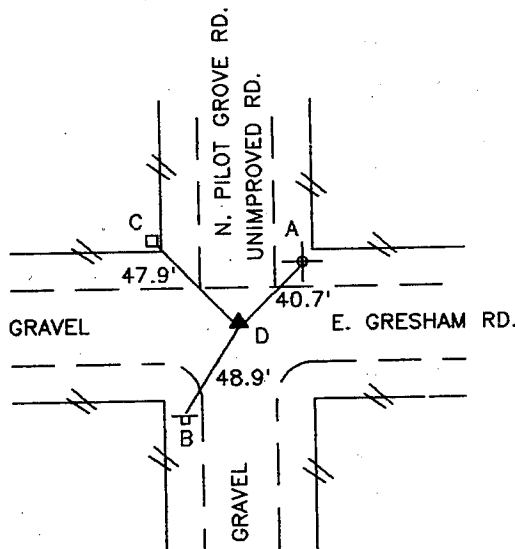 N. PILOT GROVE RD.
UNIMPROVED RD.
C
A
47.9'
40.7'
GRAVEL
D
E. GRESHAM RD.
48.9'
B
GRAVEL